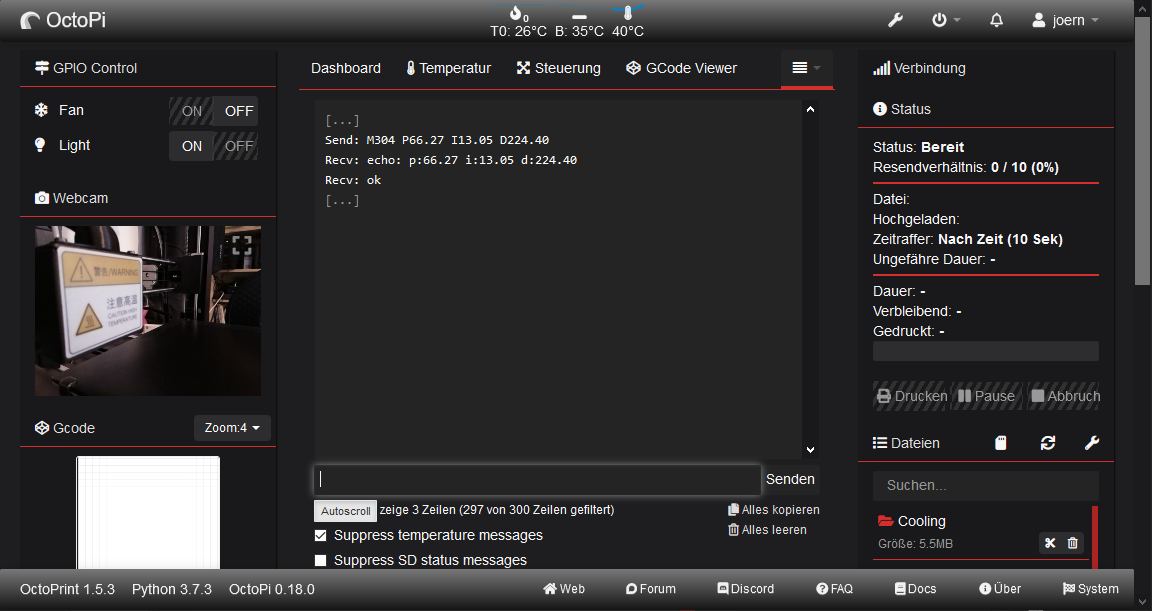 OctoPi
0
T0: 26°C B: 35°C 40°C
joern
GPIO Control
Fan
ON OFF
Light
ON OFF
Webcam
警告/WARNING
注意高温
CAUTION HIGH
TEMPERATURE
Gcode
Zoom:4
Dashboard Temperatur Steuerung GCode Viewer
[...]
Send: M304 P66.27 I13.05 D224.40
Recv: echo: p:66.27 i:13.05 d:224.40
Recv: ok
[...]
Senden
Autoscroll zeige 3 Zeilen (297 von 300 Zeilen gefiltert)
Alles kopieren
Alles leeren
Suppress temperature messages
Suppress SD status messages
Verbindung
Status
Status: Bereit
Resendverhältnis: 0 / 10 (0%)
Datei:
Hochgeladen:
Zeitraffer: Nach Zeit (10 Sek)
Ungefähre Dauer: -
Dauer: -
Verbleibend: -
Gedruckt: -
Drucken Pause Abbruch
Dateien
Suchen...
Cooling
Größe: 5.5MB
OctoPrint 1.5.3 Python 3.7.3 OctoPi 0.18.0
Web Forum Discord FAQ Docs Über System